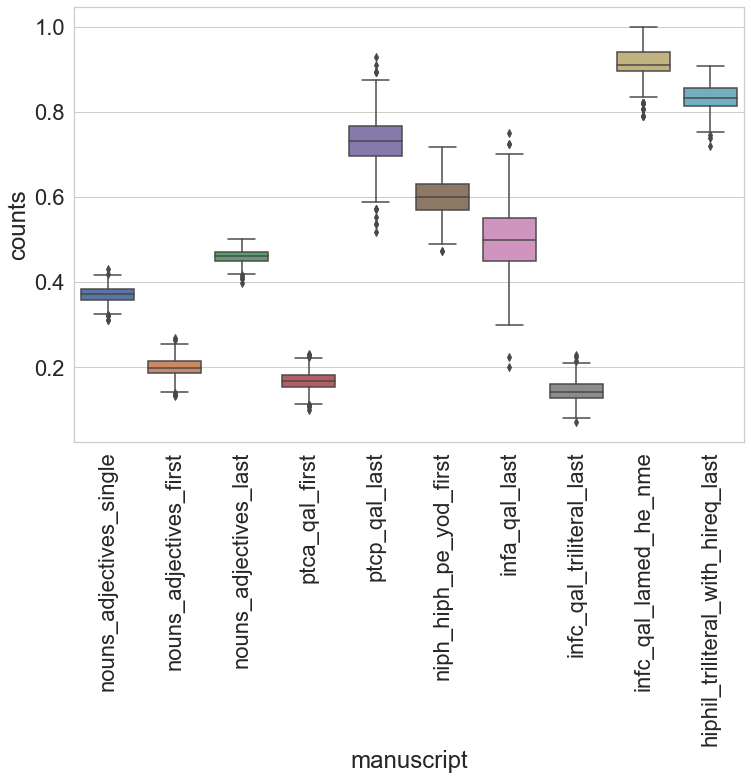 1.0
0.8
0.6
0.4
0.2
counts
nouns_adjectives_single
nouns_adjectives_first
nouns_adjectives_last
ptca_qal_first
ptcp_qal_last
niph_hiph_pe_yod_first
infa_qal_last
infc_qal_triliteral_last
infc_qal_lamed_he_nme
hiphil_triliteral_with_hireq_last
manuscript